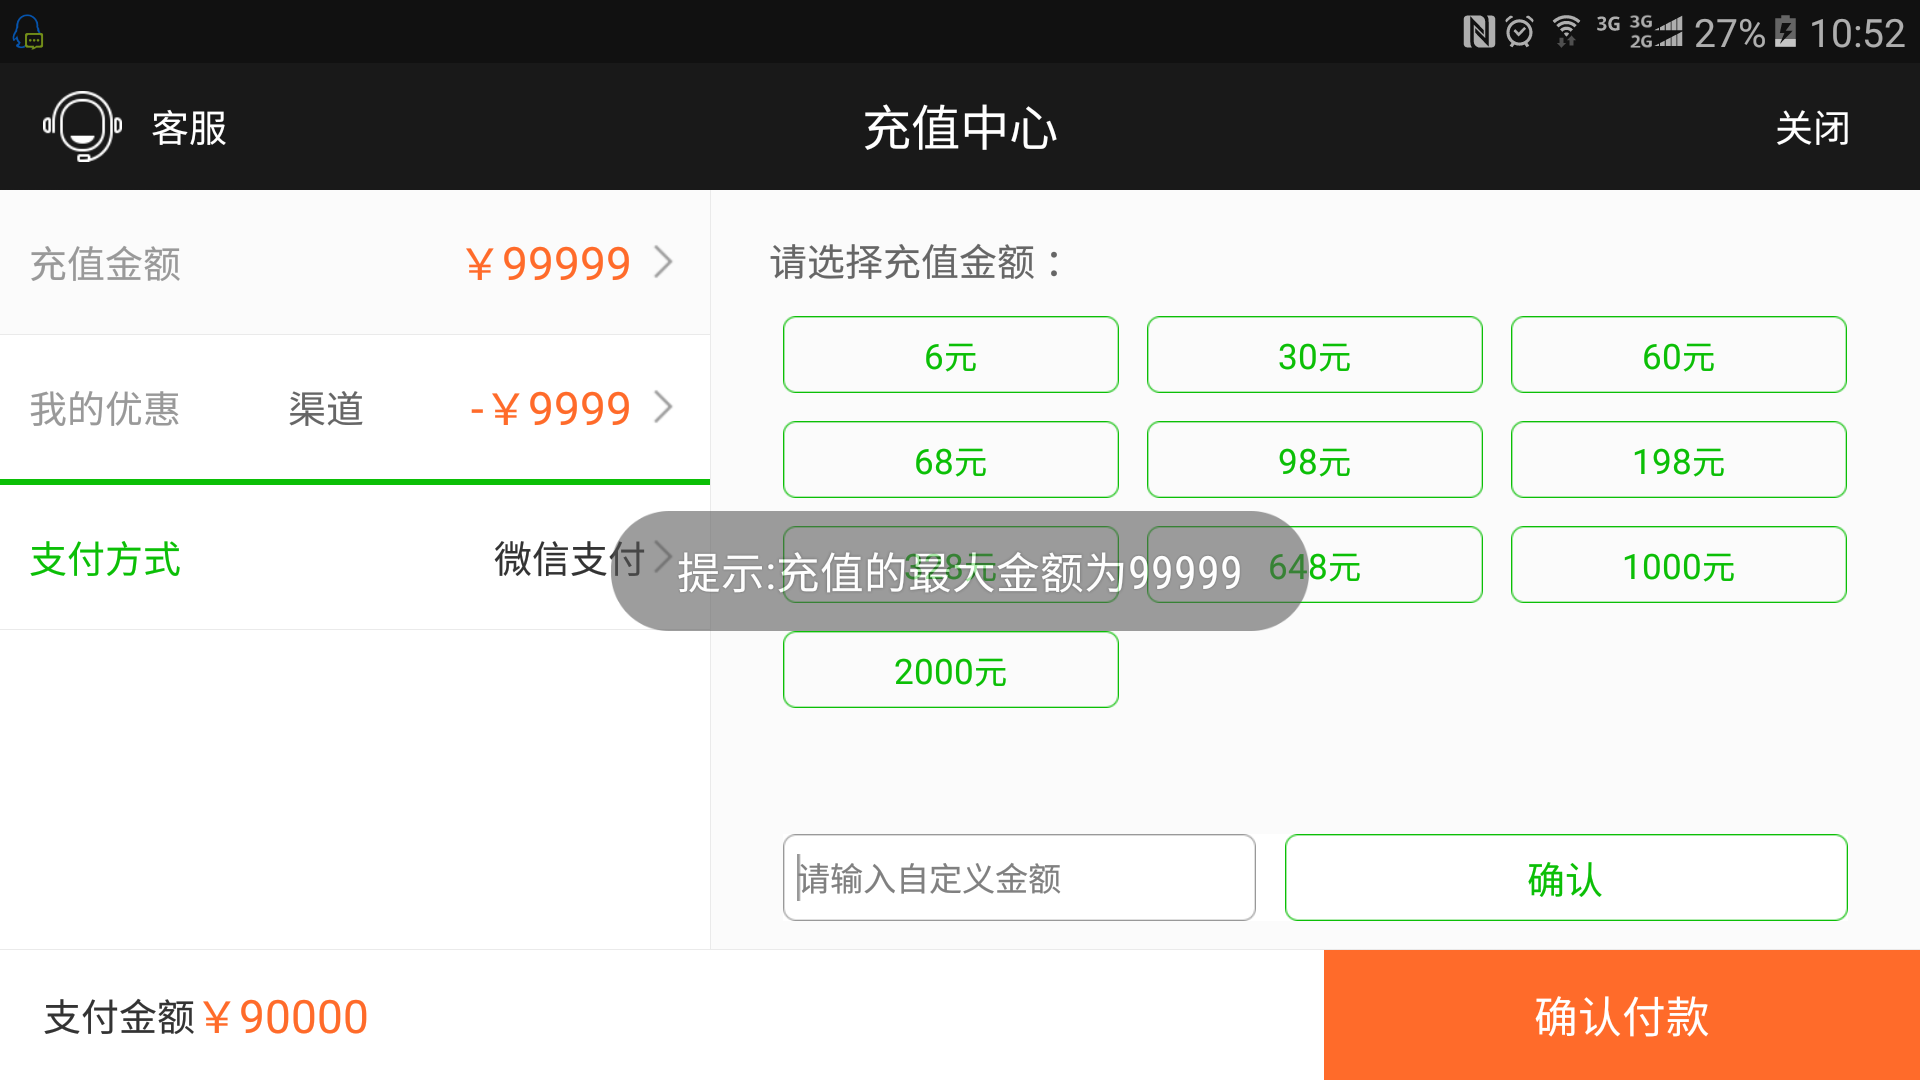 3G 3G 2G 27% 10:52
客服 充值中心 关闭
充值金额 ￥99999
我的优惠 渠道 -￥9999
支付方式 微信支付
请选择充值金额：
6元 30元 60元
68元 98元 198元
328元 648元 1000元
提示:充值的最大金额为99999
2000元
请输入自定义金额 确认
支付金额￥90000 确认付款